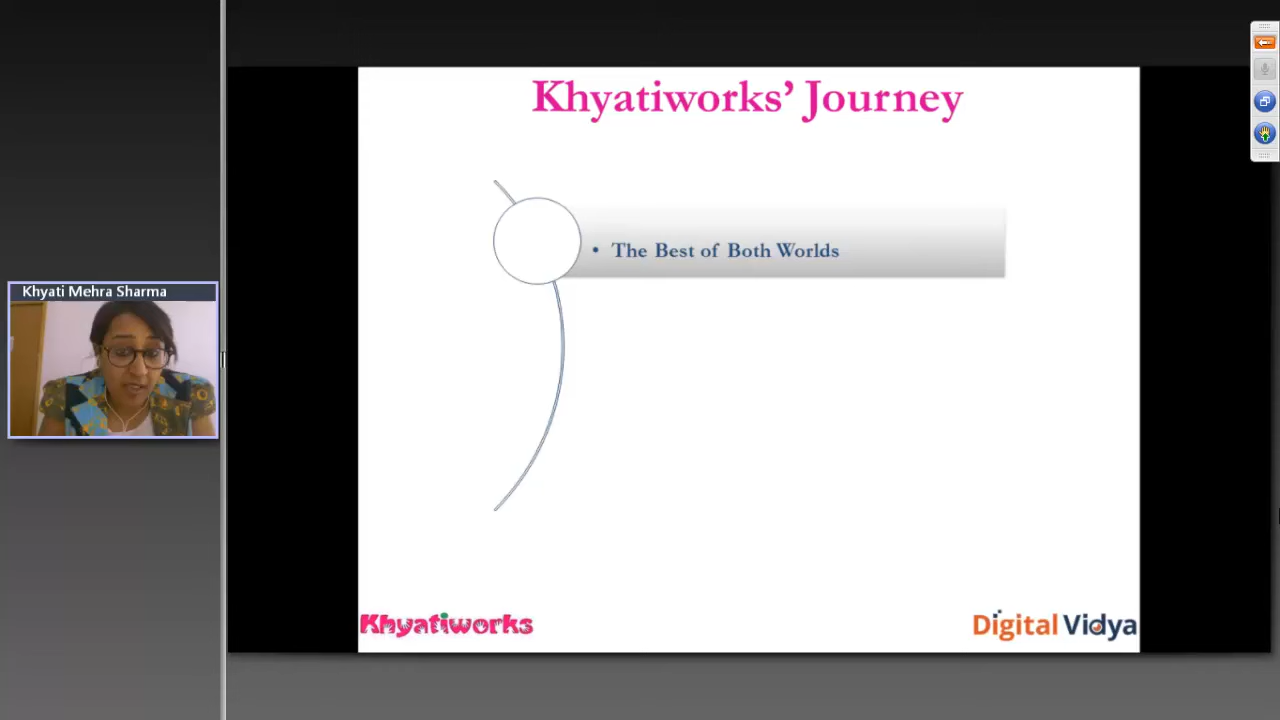 Khyatiworks’ Journey
• The Best of Both Worlds
Khyati Mehra Sharma
Khyatiworks
Digital Vidya